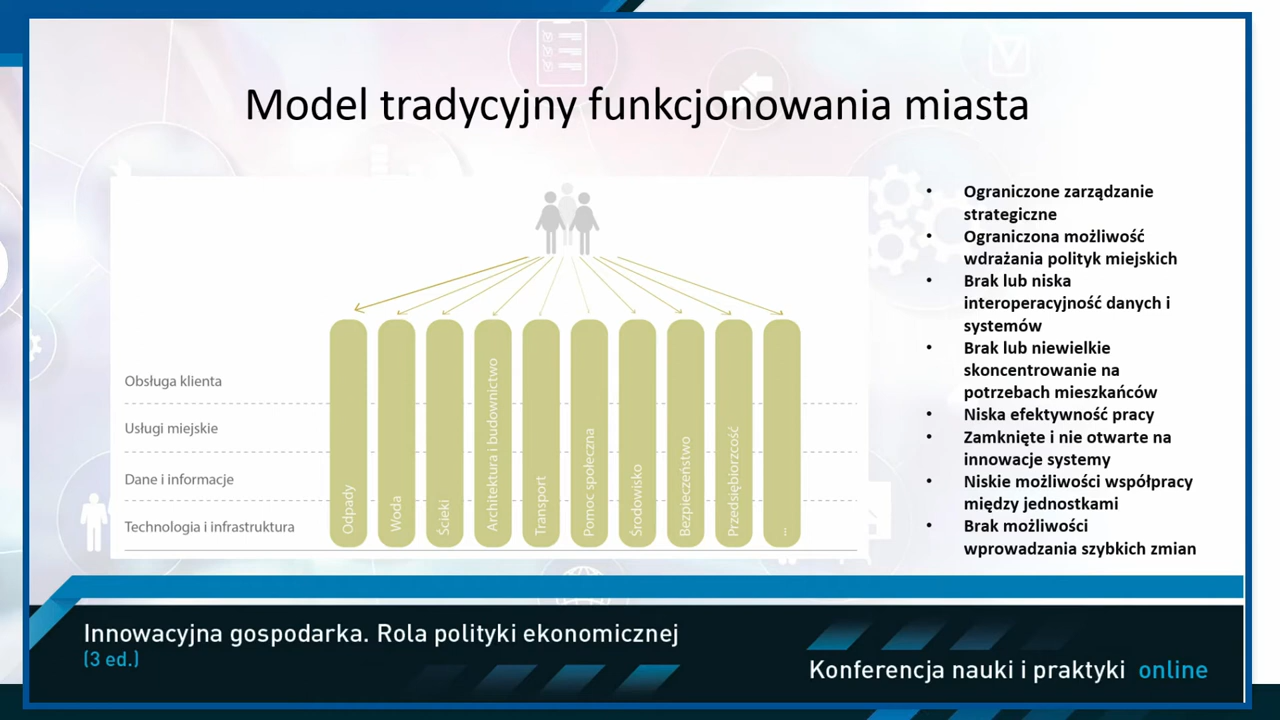 Model tradycyjny funkcjonowania miasta
Obsługa klienta
Usługi miejskie
Dane i informacje
Technologia i infrastruktura
Odpady
Woda
Ścieki
Architektura i budownictwo
Transport
Pomoc społeczna
Środowisko
Bezpieczeństwo
Przedsiębiorzcość
...
• Ograniczone zarządzanie
strategiczne
• Ograniczona możliwość
wdrażania polityk miejskich
• Brak lub niska
interoperacyjność danych i
systemów
• Brak lub niewielkie
skoncentrowanie na
potrzebach mieszkańców
• Niska efektywność pracy
• Zamknięte i nie otwarte na
innowacje systemy
• Niskie możliwości współpracy
między jednostkami
• Brak możliwości
wprowadzania szybkich zmian
Innowacyjna gospodarka. Rola polityki ekonomicznej
(3 ed.)
Konferencja nauki i praktyki online